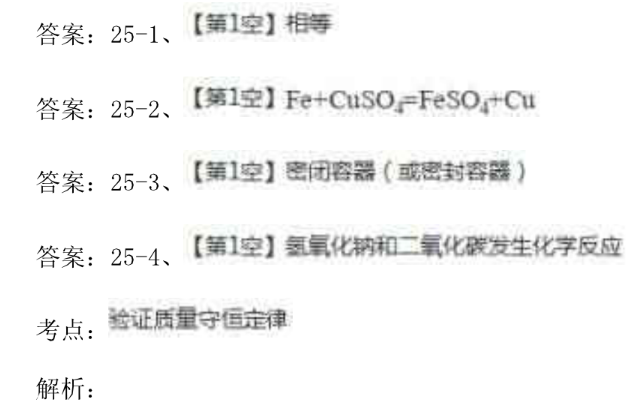 答案：25-1、【第1空】相等
答案：25-2、【第1空】Fe+CuSO₄=FeSO₄+Cu
答案：25-3、【第1空】密闭容器（或密封容器）
答案：25-4、【第1空】氢氧化钠和二氧化碳发生化学反应
考点：验证质量守恒定律
解析：